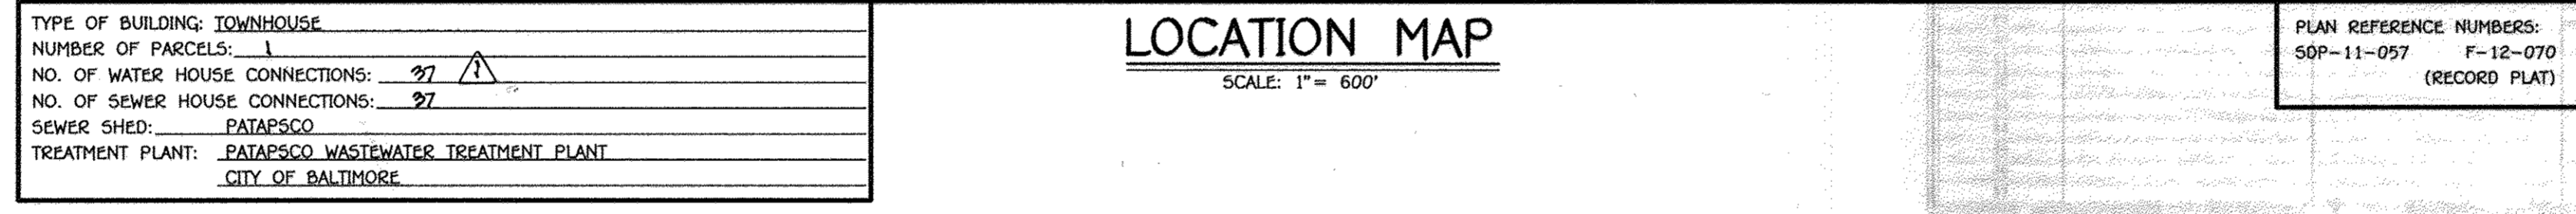 TYPE OF BUILDING: TOWNHOUSE
NUMBER OF PARCELS: 1
NO. OF WATER HOUSE CONNECTIONS: 37 1
NO. OF SEWER HOUSE CONNECTIONS: 37
SEWER SHED: PATAPSCO
TREATMENT PLANT: PATAPSCO WASTEWATER TREATMENT PLANT
CITY OF BALTIMORE
LOCATION MAP
SCALE: 1"= 600'
PLAN REFERENCE NUMBERS:
SDP-11-057 F-12-070
(RECORD PLAT)